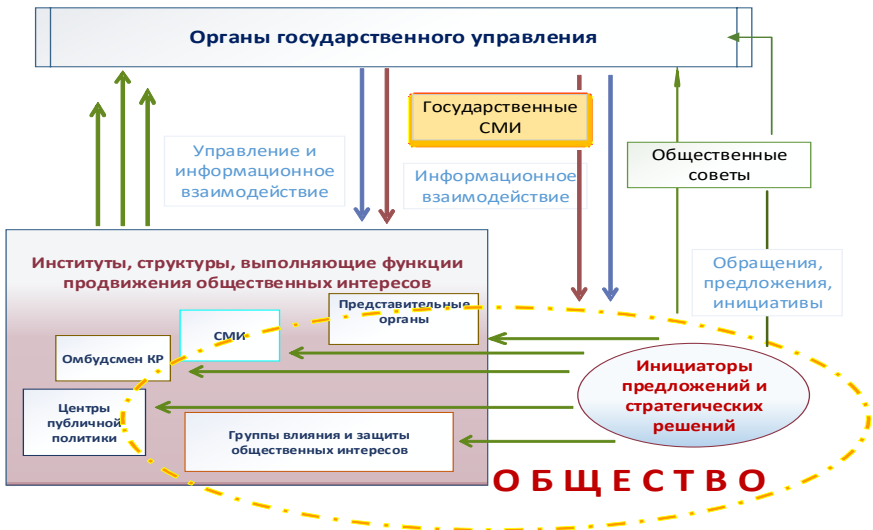 Органы государственного управления
Государственные
СМИ
Управление и
информационное
взаимодействие
Информационное
взаимодействие
Общественные
советы
Обращения,
предложения,
инициативы
Институты, структуры, выполняющие функции
продвижения общественных интересов
Представительные
органы
СМИ
Омбудсмен КР
Центры
публичной
политики
Группы влияния и защиты
общественных интересов
Инициаторы
предложений и
стратегических
решений
ОБЩЕСТВО